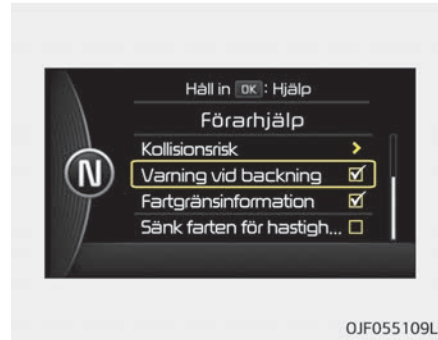 Håll in OK : Hjälp
Förarhjälp
Kollisionsrisk
N
Varning vid backning
Fartgränsinformation
Sänk farten för hastigh...
OJF055109L